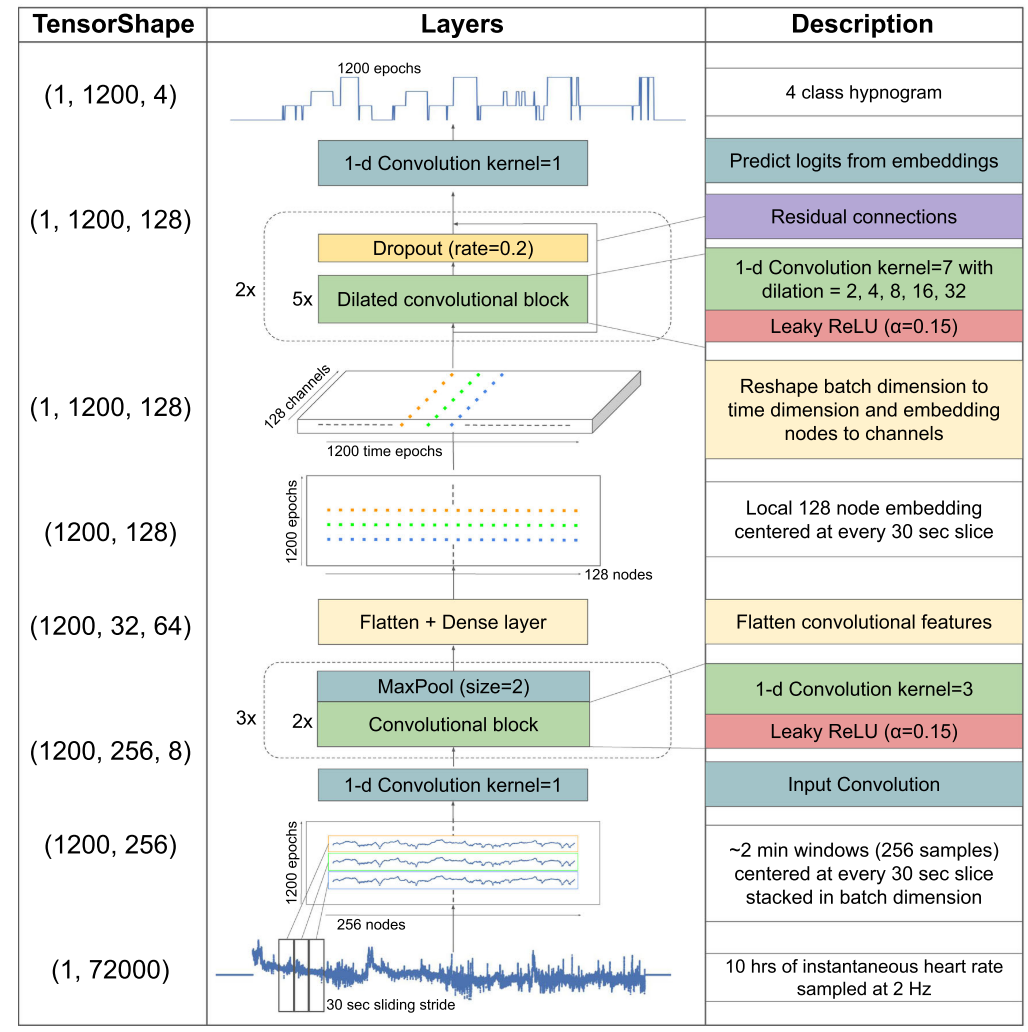 TensorShape
Layers
Description
1200 epochs
(1, 1200, 4)
4 class hypnogram
1-d Convolution kernel=1
Predict logits from embeddings
(1, 1200, 128)
Residual connections
Dropout (rate=0.2)
2x
5x
Dilated convolutional block
1-d Convolution kernel=7 with
dilation = 2, 4, 8, 16, 32
Leaky ReLU (α=0.15)
(1, 1200, 128)
128 channels
1200 time epochs
Reshape batch dimension to
time dimension and embedding
nodes to channels
(1200, 128)
1200 epochs
128 nodes
Local 128 node embedding
centered at every 30 sec slice
(1200, 32, 64)
Flatten + Dense layer
Flatten convolutional features
MaxPool (size=2)
3x
2x
Convolutional block
1-d Convolution kernel=3
Leaky ReLU (α=0.15)
(1200, 256, 8)
1-d Convolution kernel=1
Input Convolution
(1200, 256)
1200 epochs
256 nodes
~2 min windows (256 samples)
centered at every 30 sec slice
stacked in batch dimension
(1, 72000)
30 sec sliding stride
10 hrs of instantaneous heart rate
sampled at 2 Hz